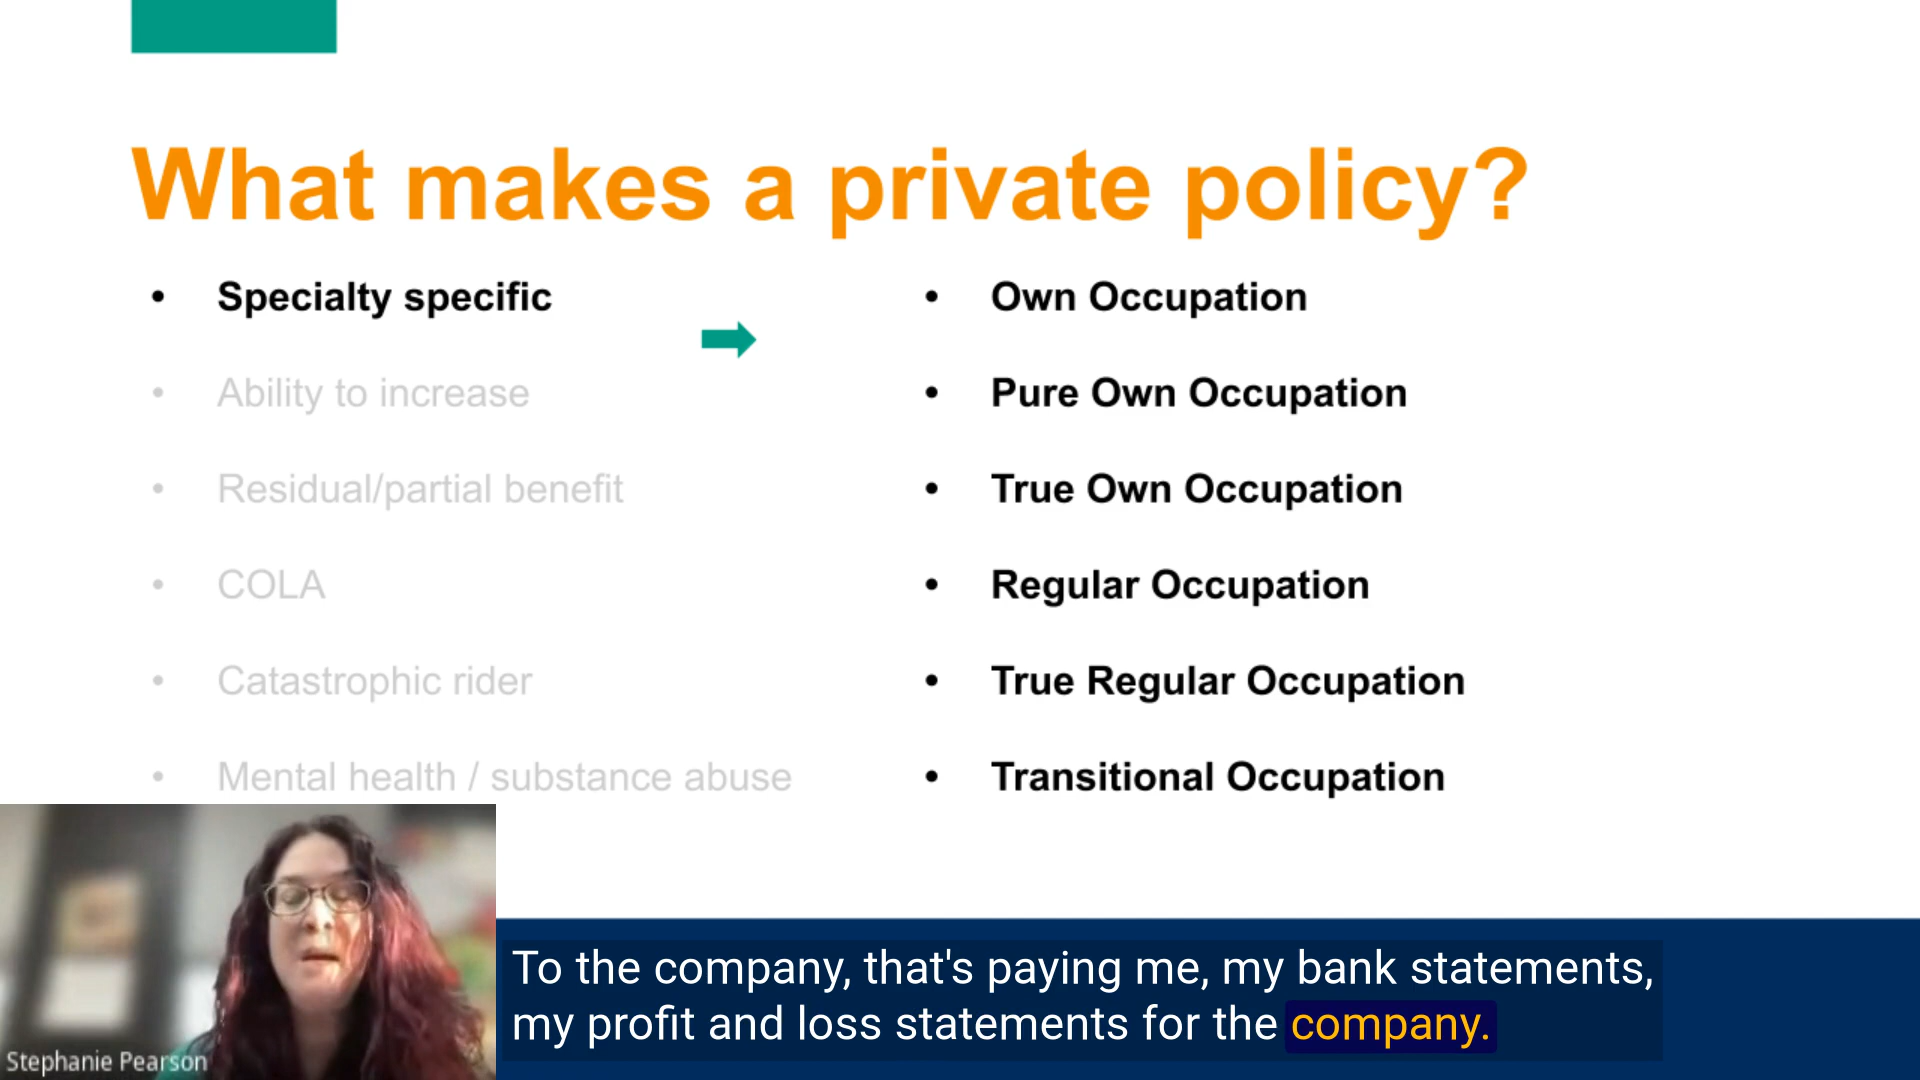 What makes a private policy?
• Specialty specific
• Ability to increase
• Residual/partial benefit
• COLA
• Catastrophic rider
• Mental health / substance abuse
• Own Occupation
• Pure Own Occupation
• True Own Occupation
• Regular Occupation
• True Regular Occupation
• Transitional Occupation
Stephanie Pearson
To the company, that's paying me, my bank statements,
my profit and loss statements for the company.